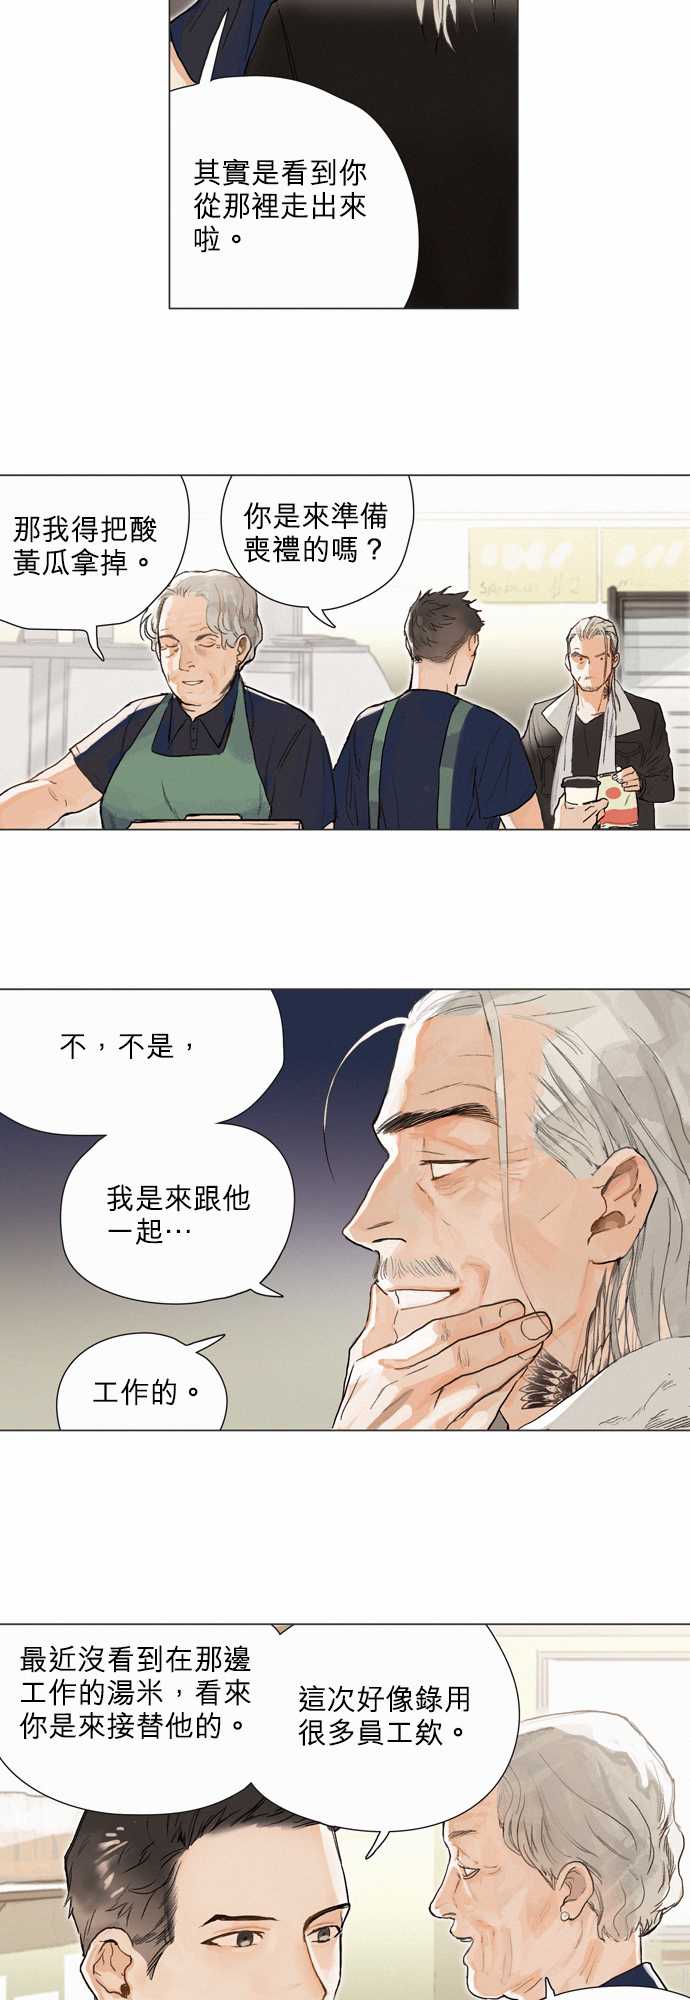 其實是看到你
從那裡走出來
啦。
那我得把酸
黃瓜拿掉。
你是來準備
喪禮的嗎？
不，不是，
我是來跟他
一起…
工作的。
最近沒看到在那邊
工作的湯米，看來
你是來接替他的。
這次好像錄用
很多員工欸。